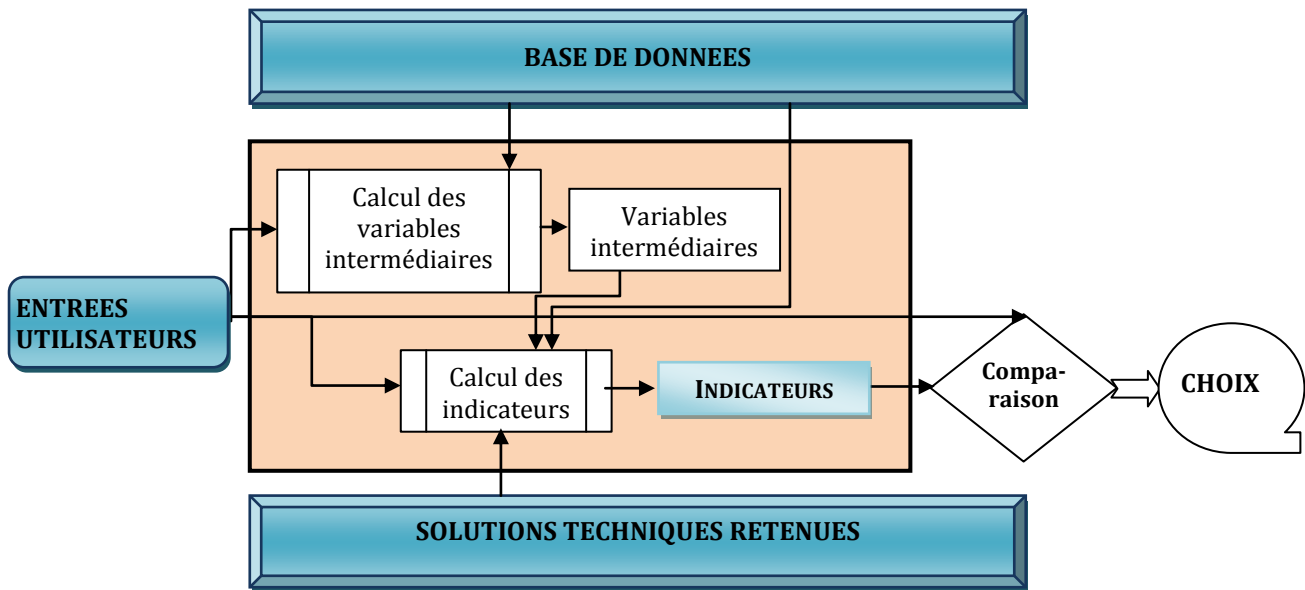 BASE DE DONNEES
Calcul des
variables
intermédiaires
Variables
intermédiaires
ENTREES
UTILISATEURS
Calcul des
indicateurs
INDICATEURS
Compa-
raison
CHOIX
SOLUTIONS TECHNIQUES RETENUES